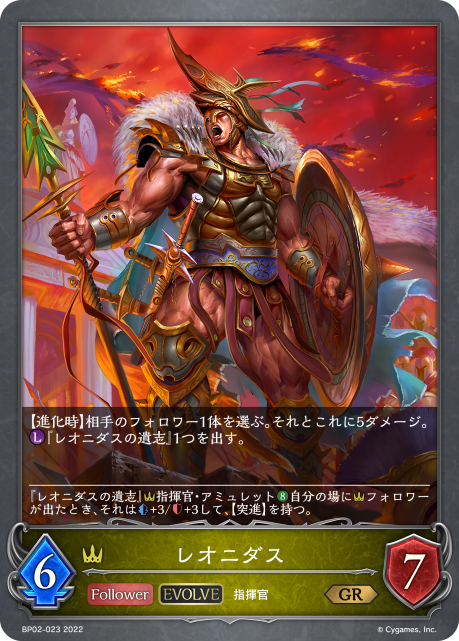 【進化時】相手のフォロワー1体を選ぶ。それとこれに5ダメージ。
L『レオニダスの遺志』1つを出す。
『レオニダスの遺志』指揮官・アミュレット8自分の場にフォロワー
が出たとき、それは+3/+3して、【突進】を持つ。
レオニダス
6
Follower EVOLVE 指揮官 GR
7
BP02-023 2022 © Cygames, Inc.